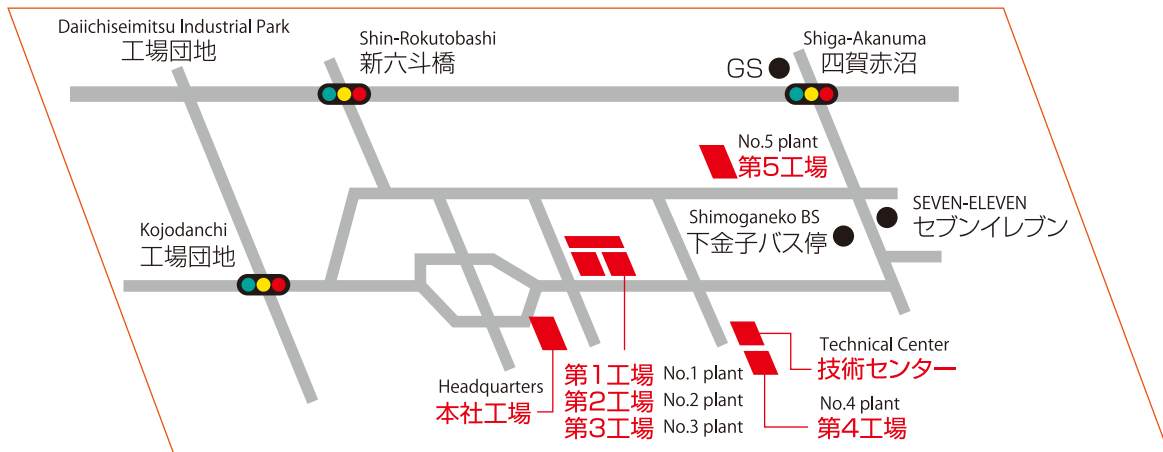 Daiichiseimitsu Industrial Park
工場団地
Shin-Rokutobashi
新六斗橋
GS
Shiga-Akanuma
四賀赤沼
No.5 plant
第5工場
SEVEN-ELEVEN
セブンイレブン
Shimoganeko BS
下金子バス停
Kojodanchi
工場団地
Headquarters
本社工場
第1工場 No.1 plant
第2工場 No.2 plant
第3工場 No.3 plant
Technical Center
技術センター
No.4 plant
第4工場